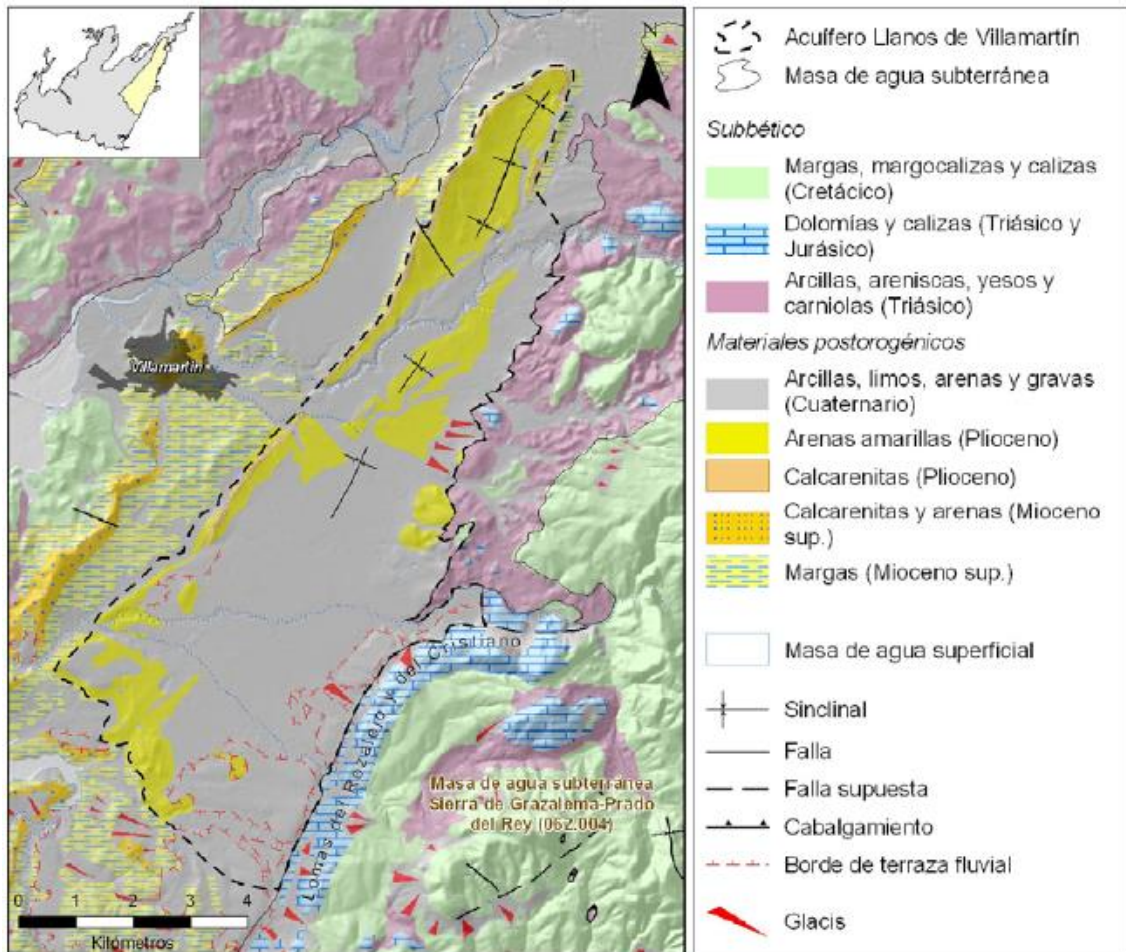 N
Villamartín
Lomas del Rozalejo y del Cristiano
Masa de agua subterránea
Sierra de Grazalema-Prado
del Rey (062.004)
0 1 2 4
Kilómetros
Acuífero Llanos de Villamartín
Masa de agua subterránea
Subbético
Margas, margocalizas y calizas
(Cretácico)
Dolomías y calizas (Triásico y
Jurásico)
Arcillas, areniscas, yesos y
carniolas (Triásico)
Materiales postorogénicos
Arcillas, limos, arenas y gravas
(Cuaternario)
Arenas amarillas (Plioceno)
Calcarenitas (Plioceno)
Calcarenitas y arenas (Mioceno
sup.)
Margas (Mioceno sup.)
Masa de agua superficial
Sinclinal
Falla
Falla supuesta
Cabalgamiento
Borde de terraza fluvial
Glacis